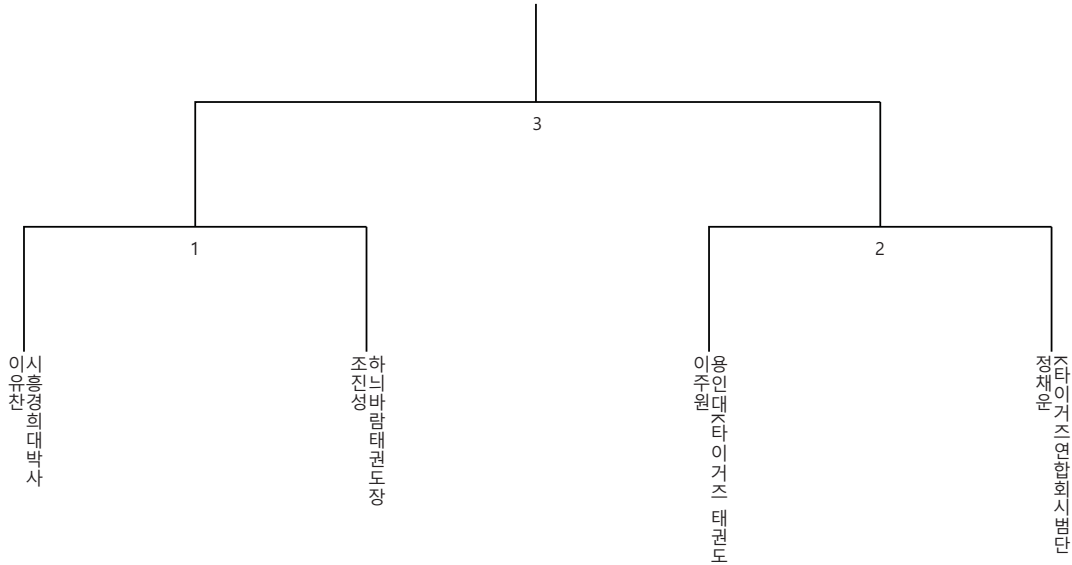 3
1
2
이유찬
시흥경희대박사
조진성
하늬바람태권도장
이주원
용인대K타이거즈 태권도
정채운
K타이거즈연합회시범단